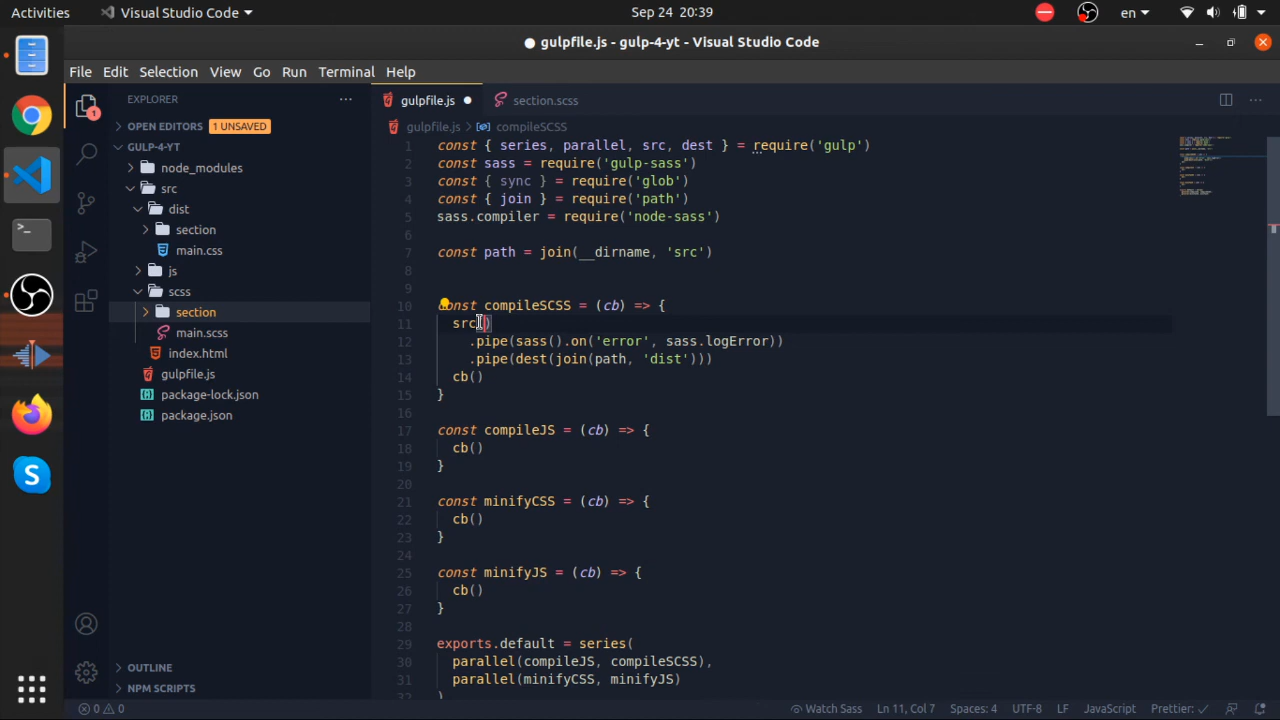 Activities
Visual Studio Code
Sep 24 20:39
en
gulpfile.js - gulp-4-yt - Visual Studio Code
File Edit Selection View Go Run Terminal Help
EXPLORER
gulpfile.js
section.scss
OPEN EDITORS 1 UNSAVED
gulpfile.js > compileSCSS
GULP-4-YT
node_modules
src
dist
section
main.css
js
scss
section
main.scss
index.html
gulpfile.js
package-lock.json
package.json
OUTLINE
NPM SCRIPTS
1
1 const { series, parallel, src, dest } = require('gulp')
2 const sass = require('gulp-sass')
3 const { sync } = require('glob')
4 const { join } = require('path')
5 sass.compiler = require('node-sass')
6
7 const path = join(__dirname, 'src')
8
9
10 const compileSCSS = (cb) => {
11 src()
12 .pipe(sass().on('error', sass.logError))
13 .pipe(dest(join(path, 'dist')))
14 cb()
15 }
16
17 const compileJS = (cb) => {
18 cb()
19 }
20
21 const minifyCSS = (cb) => {
22 cb()
23 }
24
25 const minifyJS = (cb) => {
26 cb()
27 }
28
29 exports.default = series(
30 parallel(compileJS, compileSCSS),
31 parallel(minifyCSS, minifyJS)
32 )
0 0 Watch Sass Ln 11, Col 7 Spaces: 4 UTF-8 LF JavaScript Prettier: ✓